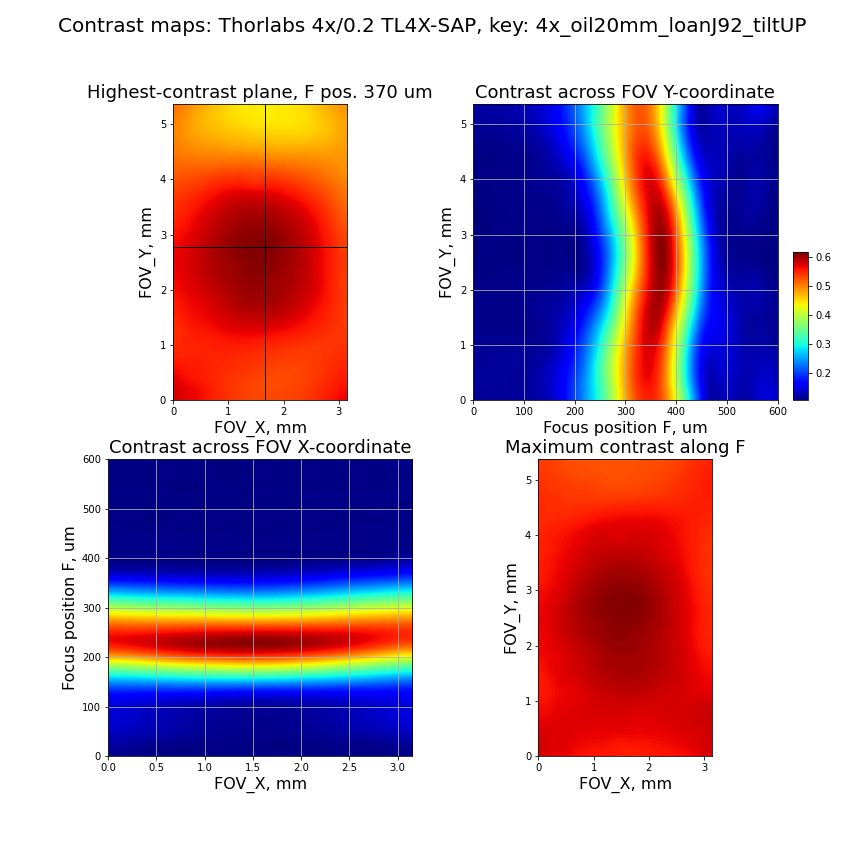 Contrast maps: Thorlabs 4x/0.2 TL4X-SAP, key: 4x_oil20mm_loanJ92_tiltUP
Highest-contrast plane, F pos. 370 um
5
4
3
2
1
0
FOV_Y, mm
0 1 2 3
FOV_X, mm
Contrast across FOV Y-coordinate
5
4
3
2
1
0
FOV_Y, mm
0 100 200 300 400 500 600
Focus position F, um
0.6
0.5
0.4
0.3
0.2
Contrast across FOV X-coordinate
600
500
400
300
200
100
0
Focus position F, um
0.0 0.5 1.0 1.5 2.0 2.5 3.0
FOV_X, mm
Maximum contrast along F
5
4
3
2
1
0
FOV_Y, mm
0 1 2 3
FOV_X, mm